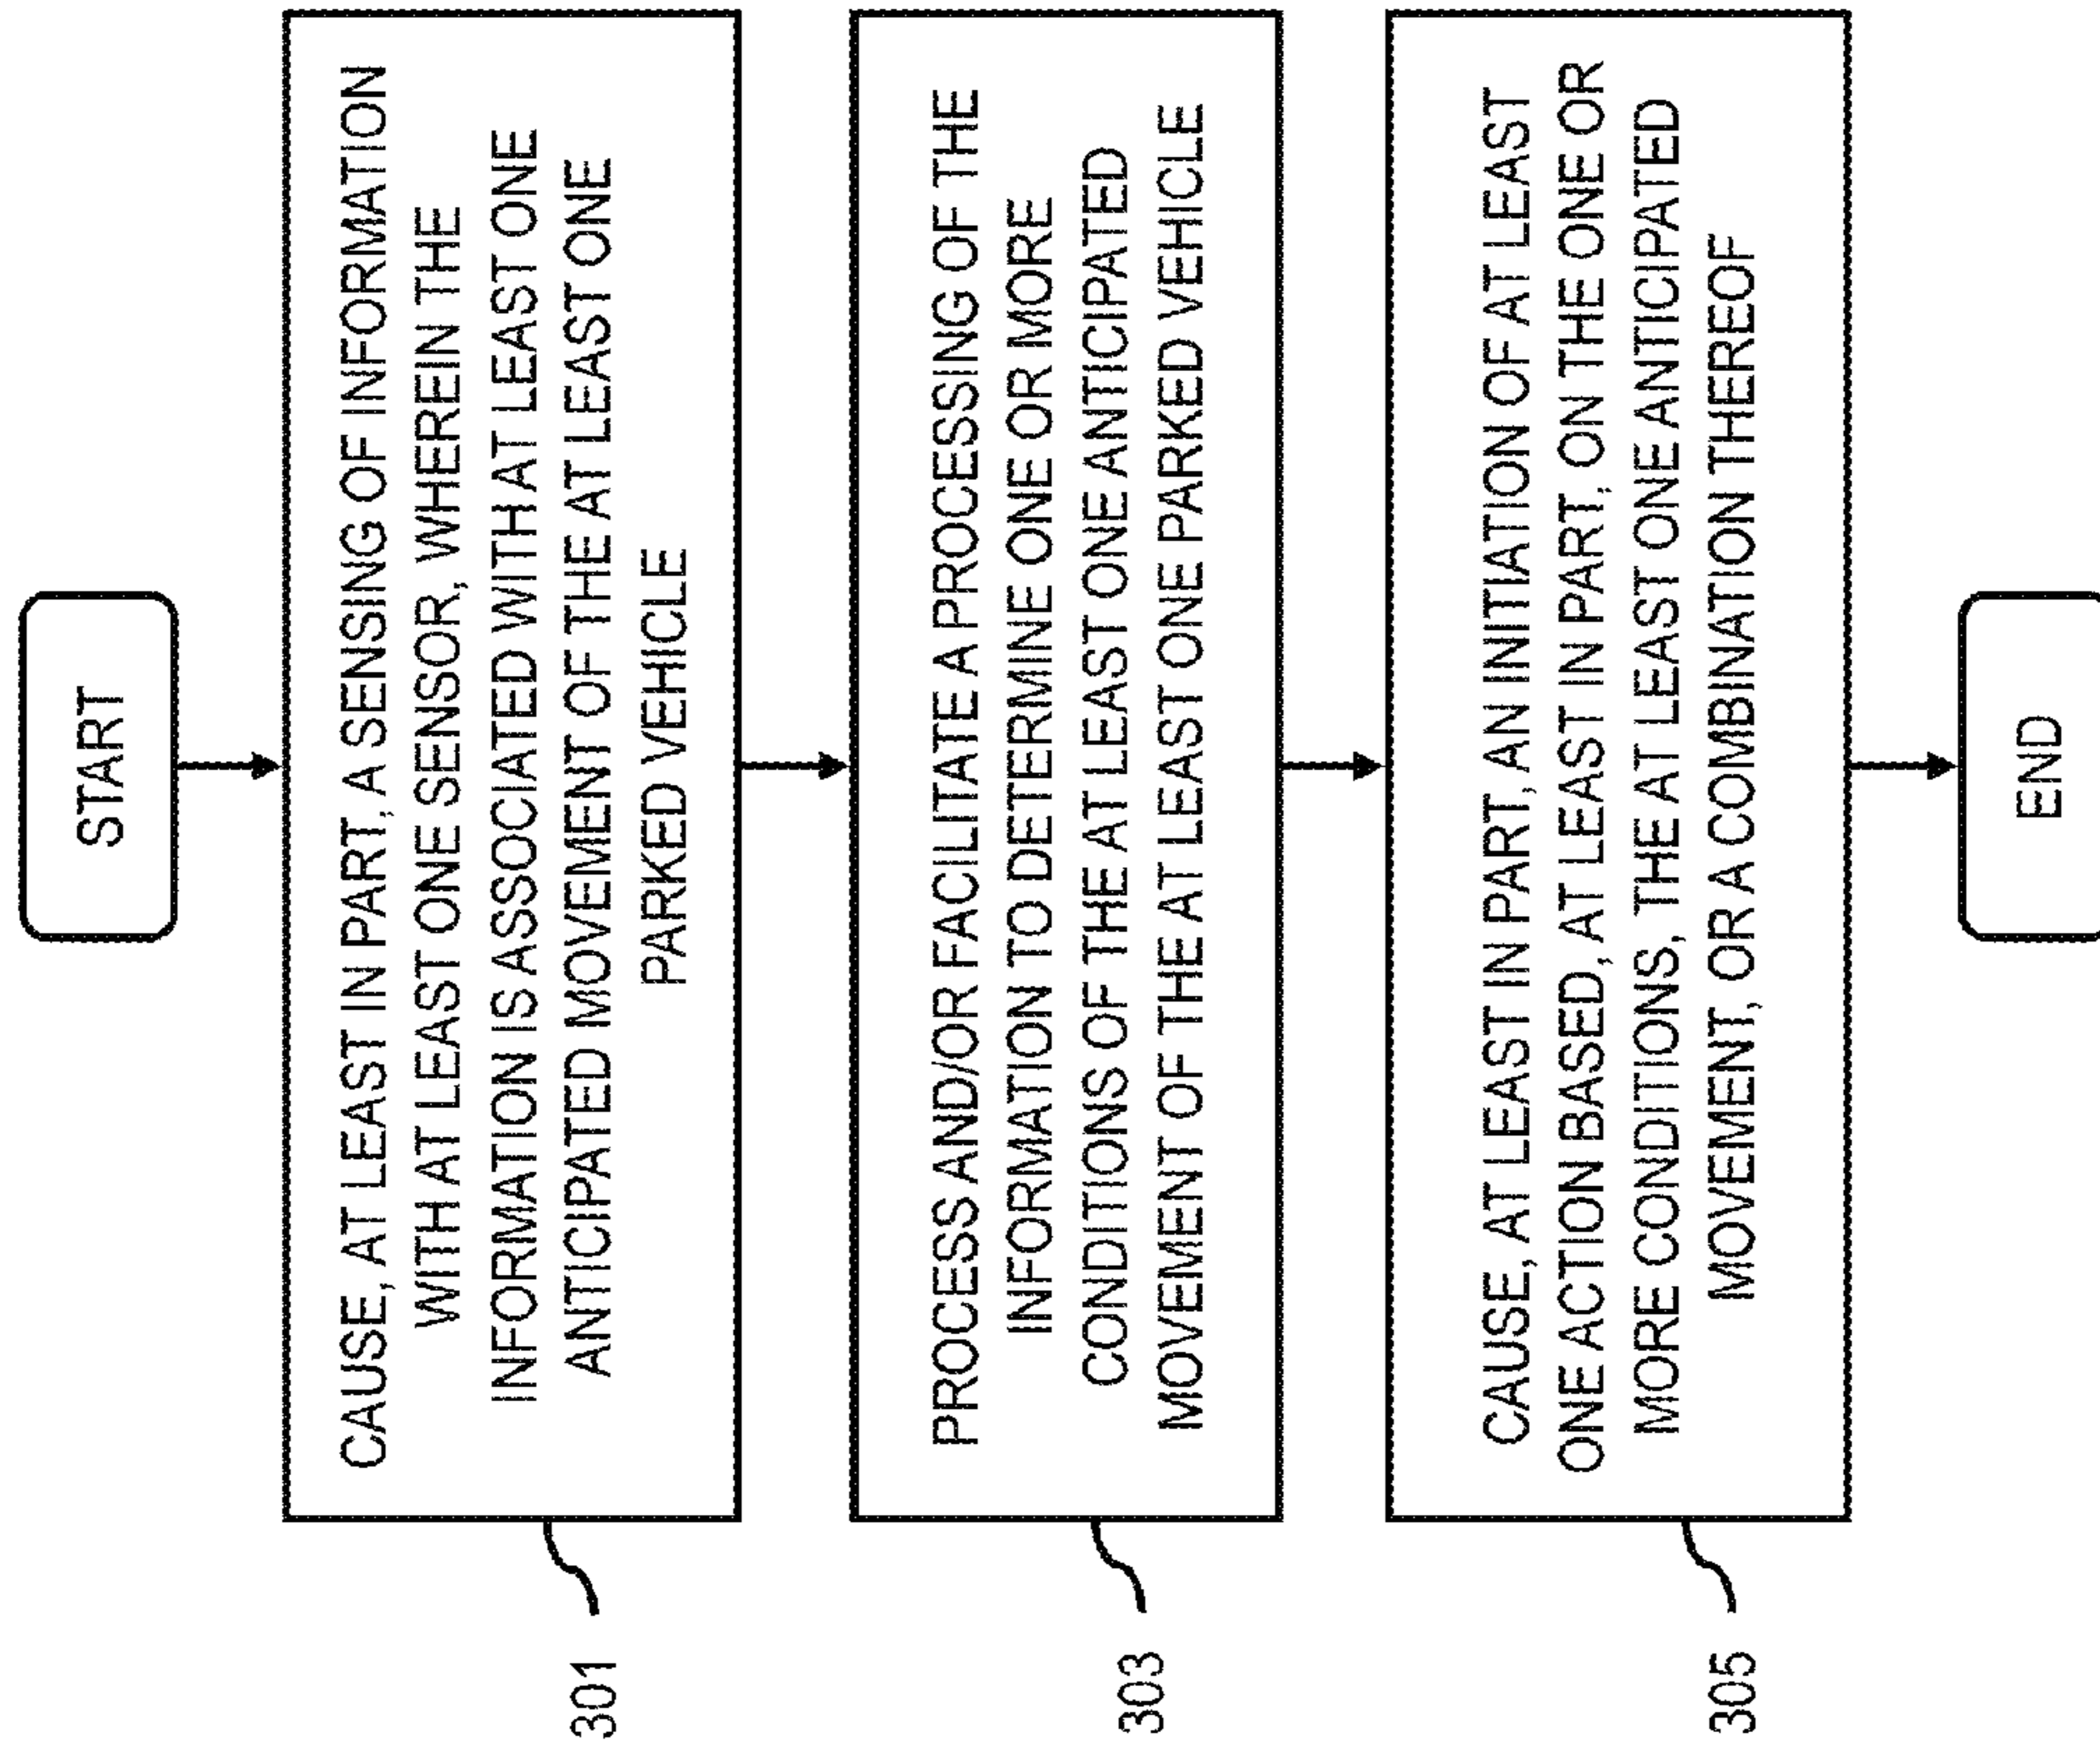 START
CAUSE, AT LEAST IN PART, A SENSING OF INFORMATION
WITH AT LEAST ONE SENSOR, WHEREIN THE
INFORMATION IS ASSOCIATED WITH AT LEAST ONE
ANTICIPATED MOVEMENT OF THE AT LEAST ONE
PARKED VEHICLE
301
PROCESS AND/OR FACILITATE A PROCESSING OF THE
INFORMATION TO DETERMINE ONE OR MORE
CONDITIONS OF THE AT LEAST ONE ANTICIPATED
MOVEMENT OF THE AT LEAST ONE PARKED VEHICLE
303
CAUSE, AT LEAST IN PART, AN INITIATION OF AT LEAST
ONE ACTION BASED, AT LEAST IN PART, ON THE ONE OR
MORE CONDITIONS, THE AT LEAST ONE ANTICIPATED
MOVEMENT, OR A COMBINATION THEREOF
305
END